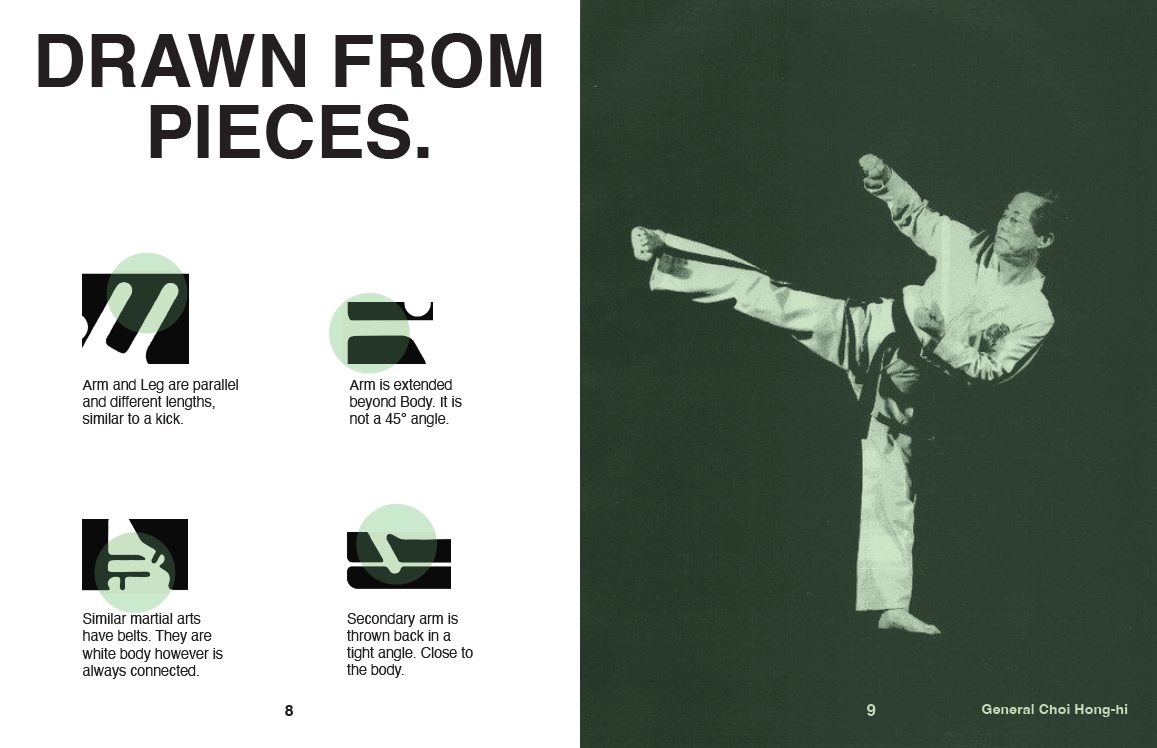 DRAWN FROM
PIECES.
Arm and Leg are parallel
and different lengths,
similar to a kick.
Arm is extended
beyond Body. It is
not a 45° angle.
Similar martial arts
have belts. They are
white body however is
always connected.
Secondary arm is
thrown back in a
tight angle. Close to
the body.
8
9
General Choi Hong-hi